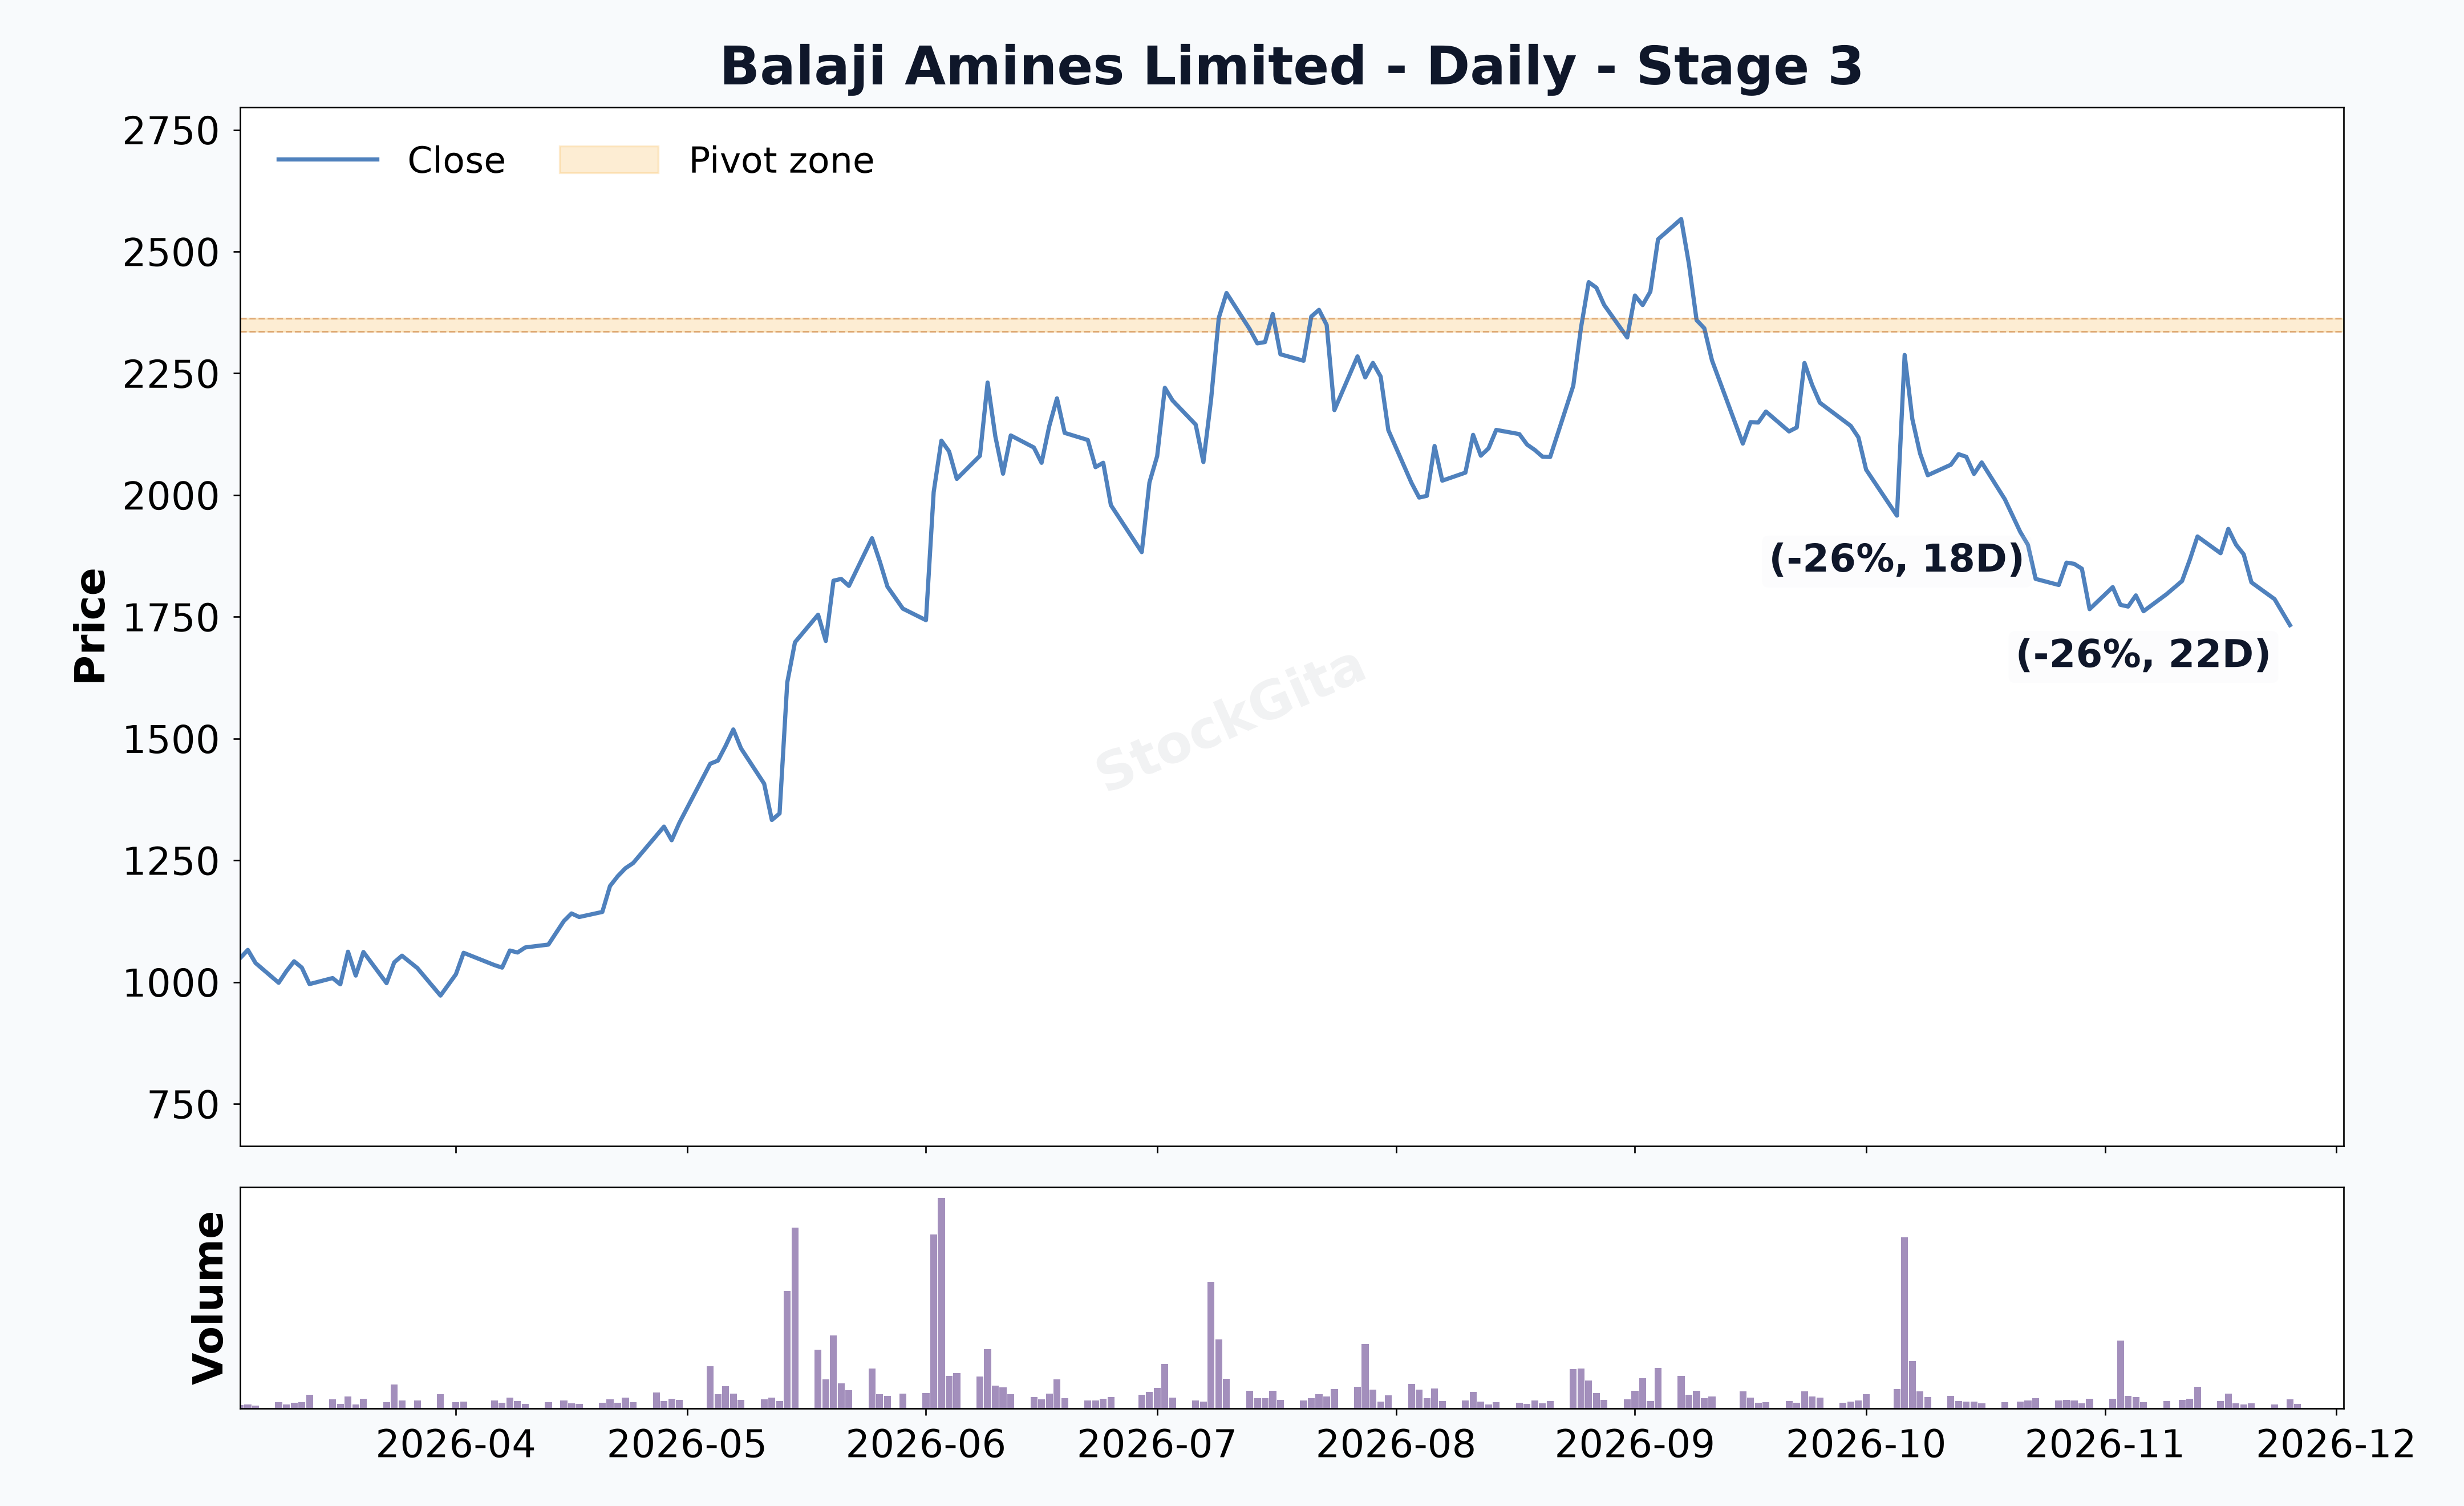 Balaji Amines Limited - Daily - Stage 3
Close
Pivot zone
Price
2750
2500
2250
2000
1750
1500
1250
1000
750
(-26%, 18D)
(-26%, 22D)
StockGita
Volume
2026-04
2026-05
2026-06
2026-07
2026-08
2026-09
2026-10
2026-11
2026-12